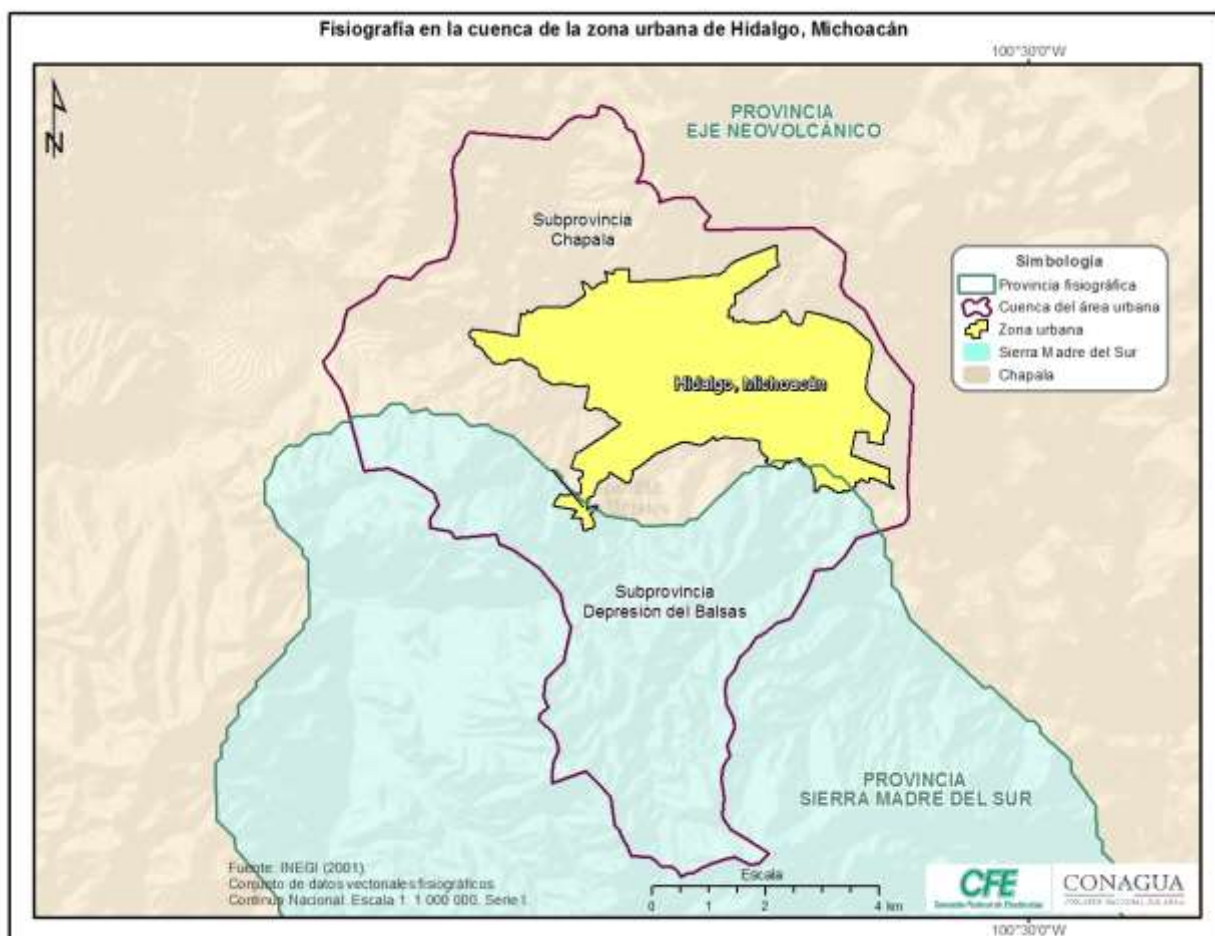 Fisiografía en la cuenca de la zona urbana de Hidalgo, Michoacán
100°30'0"W
N
PROVINCIA
EJE NEOVOLCÁNICO
Subprovincia
Chapala
Simbología
Provincia fisiográfica
Cuenca del área urbana
Zona urbana
Sierra Madre del Sur
Chapala
Hidalgo, Michoacán
Subprovincia
Depresión del Balsas
PROVINCIA
SIERRA MADRE DEL SUR
Fuente: INEGI (2001)
Conjunto de datos vectoriales fisiográficos
Continuo Nacional. Escala 1: 1 000 000. Serie I.
Escala
0 1 2 4 km
CFE
CONAGUA
100°30'0"W